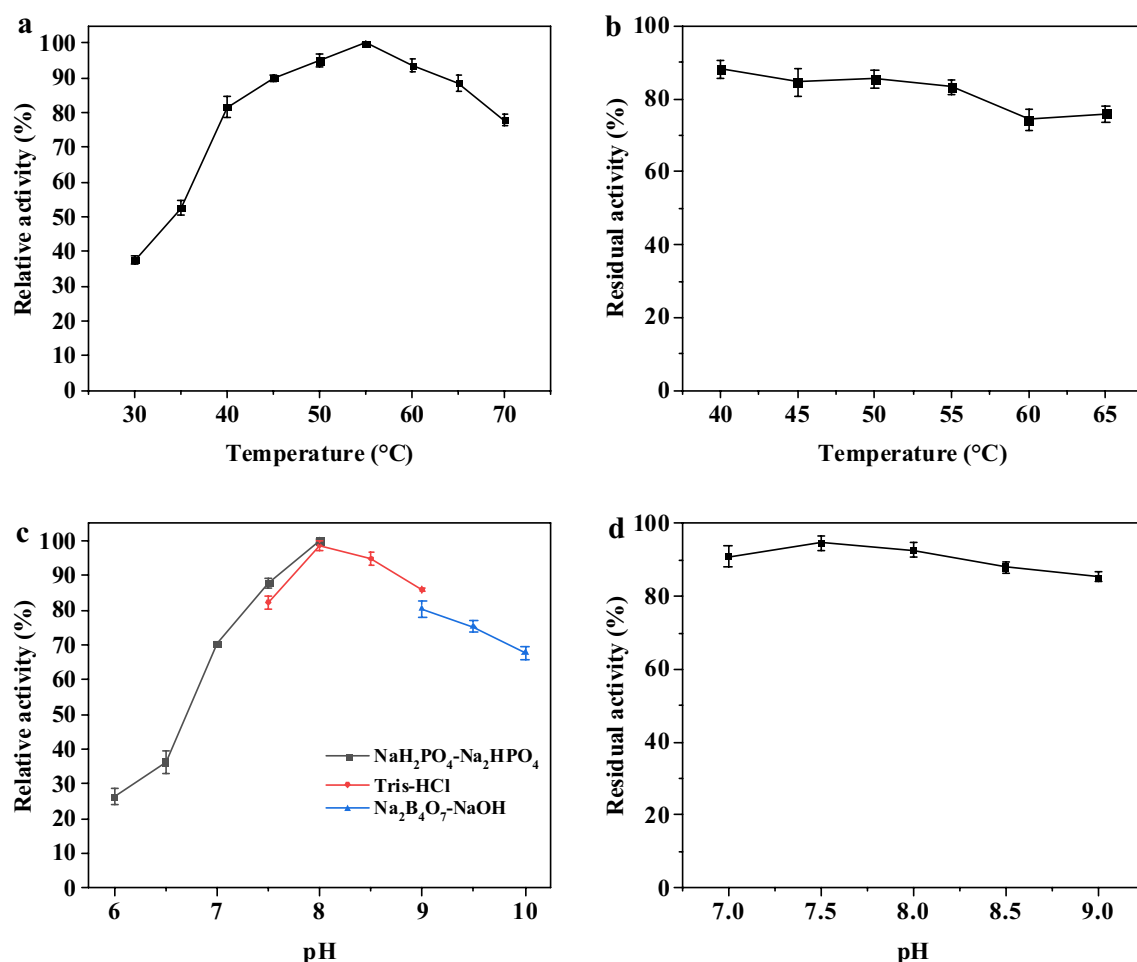 a
Relative activity (%)
100
90
80
70
60
50
40
30
20
10
0
30 40 50 60 70
Temperature (°C)
b
Residual activity (%)
100
80
60
40
20
0
40 45 50 55 60 65
Temperature (°C)
c
Relative activity (%)
100
90
80
70
60
50
40
30
20
10
0
NaH₂PO₄-Na₂HPO₄
Tris-HCl
Na₂B₄O₇-NaOH
6 7 8 9 10
pH
d
Residual activity (%)
100
80
60
40
20
0
7.0 7.5 8.0 8.5 9.0
pH